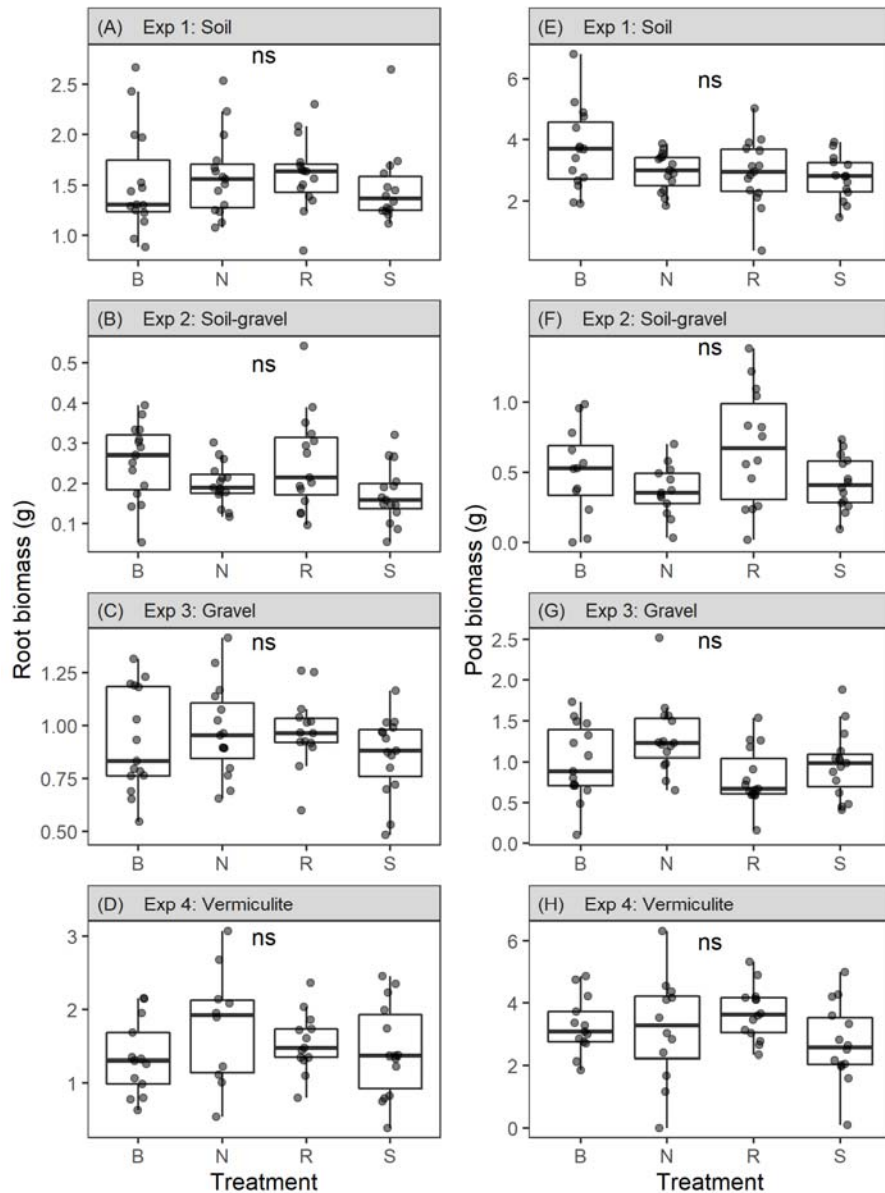 (A) Exp 1: Soil
ns
2.5
2.0
1.5
1.0
B N R S
(B) Exp 2: Soil-gravel
ns
0.5
0.4
0.3
0.2
0.1
B N R S
(C) Exp 3: Gravel
ns
1.25
1.00
0.75
0.50
B N R S
(D) Exp 4: Vermiculite
ns
3
2
1
B N R S
Treatment
Root biomass (g)
(E) Exp 1: Soil
ns
6
4
2
B N R S
(F) Exp 2: Soil-gravel
ns
1.0
0.5
0.0
B N R S
(G) Exp 3: Gravel
ns
2.5
2.0
1.5
1.0
0.5
0.0
B N R S
(H) Exp 4: Vermiculite
ns
6
4
2
0
B N R S
Treatment
Pod biomass (g)